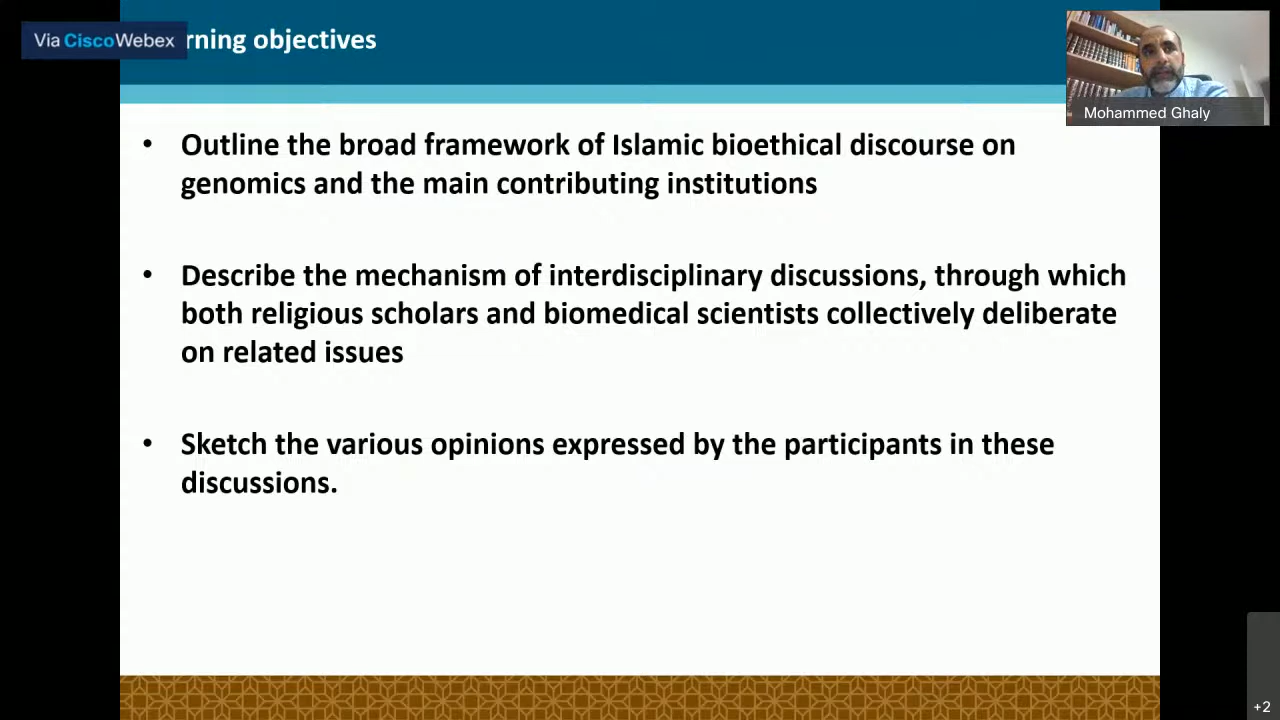 Via Cisco Webex
rning objectives
Mohammed Ghaly
• Outline the broad framework of Islamic bioethical discourse on
genomics and the main contributing institutions
• Describe the mechanism of interdisciplinary discussions, through which
both religious scholars and biomedical scientists collectively deliberate
on related issues
• Sketch the various opinions expressed by the participants in these
discussions.
+2